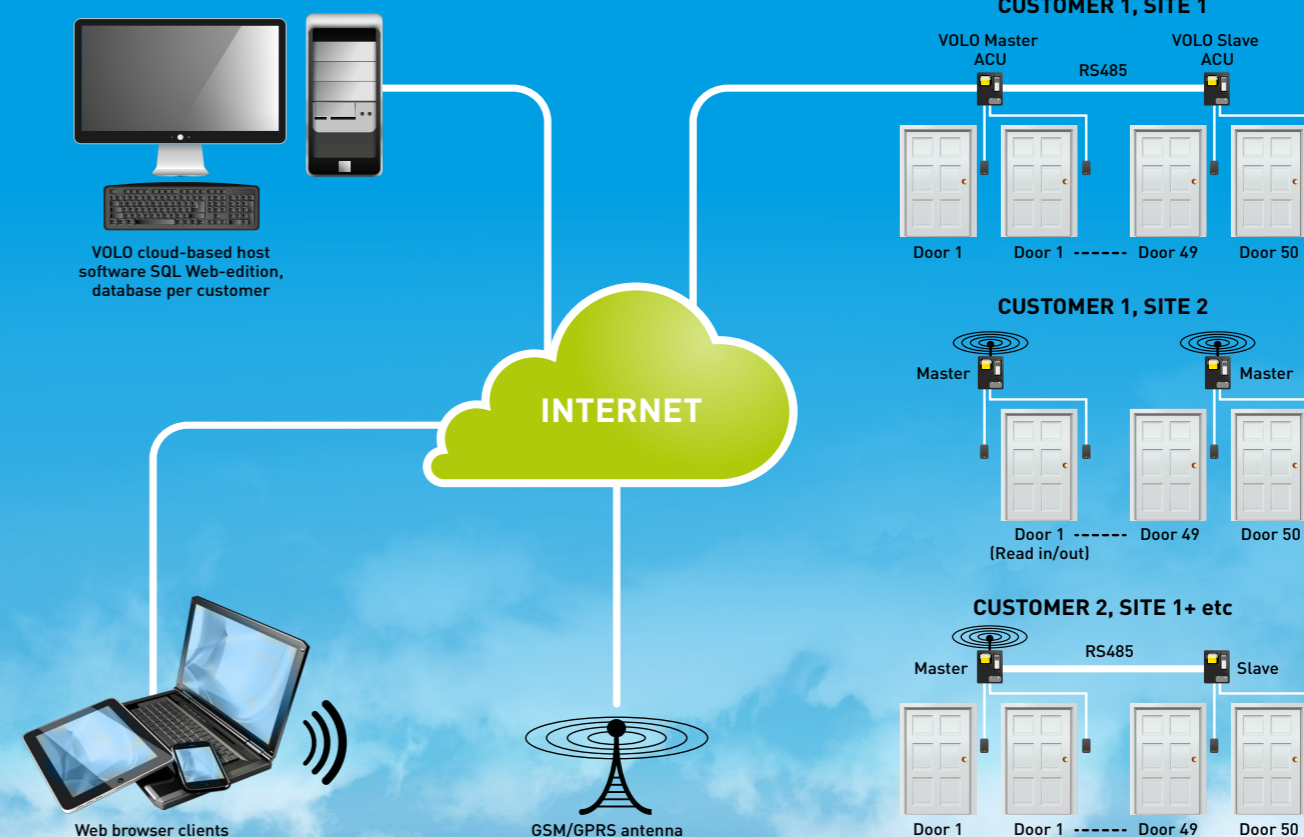 CUSTOMER 1, SITE 1
VOLO Master
ACU
RS485
VOLO Slave
ACU
Door 1
Door 1 ------ Door 49
Door 50
VOLO cloud-based host
software SQL Web-edition,
database per customer
INTERNET
CUSTOMER 1, SITE 2
Master
Master
Door 1 ------ Door 49
(Read in/out)
Door 50
CUSTOMER 2, SITE 1+ etc
Master
RS485
Slave
Door 1
Door 1 ------ Door 49
Door 50
Web browser clients
GSM/GPRS antenna